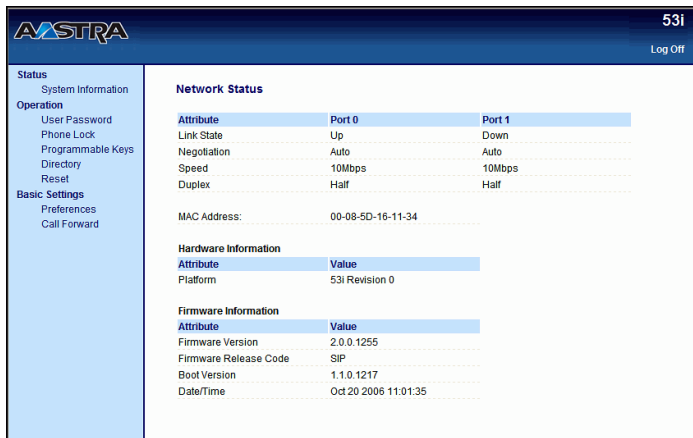 AASTRA
53i
Log Off
Status
System Information
Operation
User Password
Phone Lock
Programmable Keys
Directory
Reset
Basic Settings
Preferences
Call Forward
Network Status
Attribute Port 0 Port 1
Link State Up Down
Negotiation Auto Auto
Speed 10Mbps 10Mbps
Duplex Half Half
MAC Address: 00-08-5D-16-11-34
Hardware Information
Attribute Value
Platform 53i Revision 0
Firmware Information
Attribute Value
Firmware Version 2.0.0.1255
Firmware Release Code SIP
Boot Version 1.1.0.1217
Date/Time Oct 20 2006 11:01:35